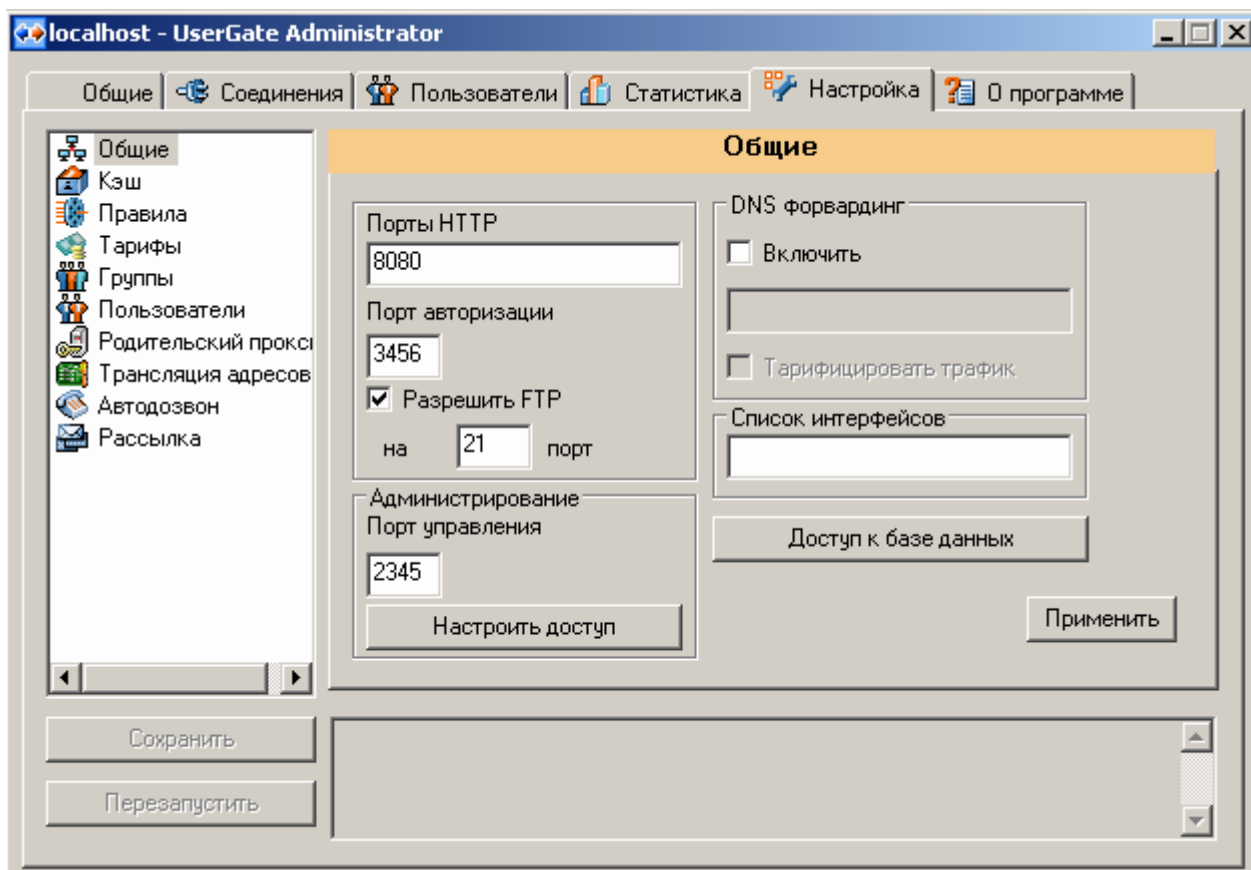 localhost - UserGate Administrator
Общие Соединения Пользователи Статистика Настройка О программе
Общие
Кэш
Правила
Тарифы
Группы
Пользователи
Родительский прокси
Трансляция адресов
Автодозвон
Рассылка
Сохранить
Перезапустить
Общие
Порты HTTP
8080
Порт авторизации
3456
Разрешить FTP
на 21 порт
Администрирование
Порт управления
2345
Настроить доступ
DNS форвардинг
Включить
Тарифицировать трафик
Список интерфейсов
Доступ к базе данных
Применить